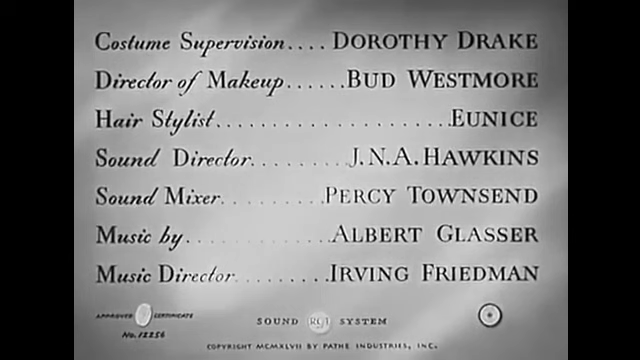 Costume Supervision.... DOROTHY DRAKE
Director of Makeup...... BUD WESTMORE
Hair Stylist....................... EUNICE
Sound Director......... J.N.A. HAWKINS
Sound Mixer.......... PERCY TOWNSEND
Music by.............. ALBERT GLASSER
Music Director......... IRVING FRIEDMAN
APPROVED CERTIFICATE
No. 12256
SOUND RCA SYSTEM
COPYRIGHT MCMXLVII BY PATHE INDUSTRIES, INC.